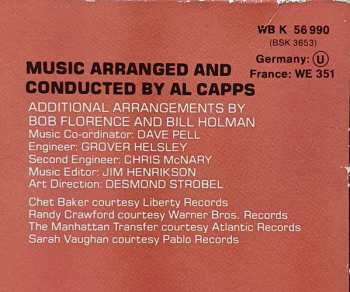 WB K 56 990
(BSK 3653)
Germany: U
France: WE 351
MUSIC ARRANGED AND
CONDUCTED BY AL CAPPS
ADDITIONAL ARRANGEMENTS BY
BOB FLORENCE AND BILL HOLMAN
Music Co-ordinator: DAVE PELL
Engineer: GROVER HELSLEY
Second Engineer: CHRIS McNARY
Music Editor: JIM HENRIKSON
Art Direction: DESMOND STROBEL
Chet Baker courtesy Liberty Records
Randy Crawford courtesy Warner Bros. Records
The Manhattan Transfer courtesy Atlantic Records
Sarah Vaughan courtesy Pablo Records